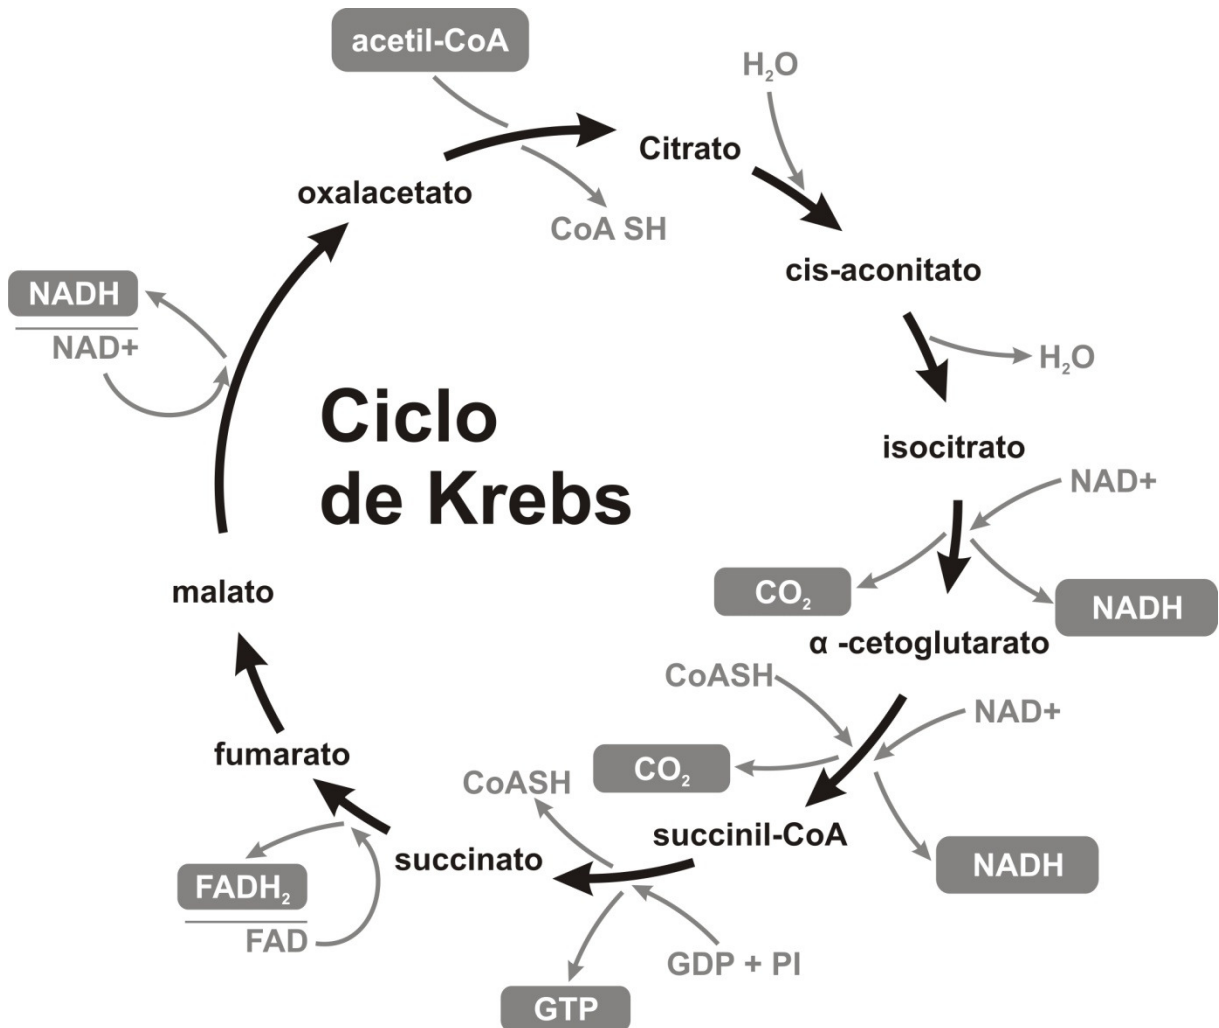 acetil-CoA
H₂O
Citrato
oxalacetato
CoA SH
cis-aconitato
NADH
NAD+
H₂O
Ciclo
de Krebs
isocitrato
NAD+
CO₂
NADH
malato
α -cetoglutarato
CoASH
NAD+
fumarato
CO₂
CoASH
succinil-CoA
succinato
NADH
FADH₂
FAD
GDP + PI
GTP